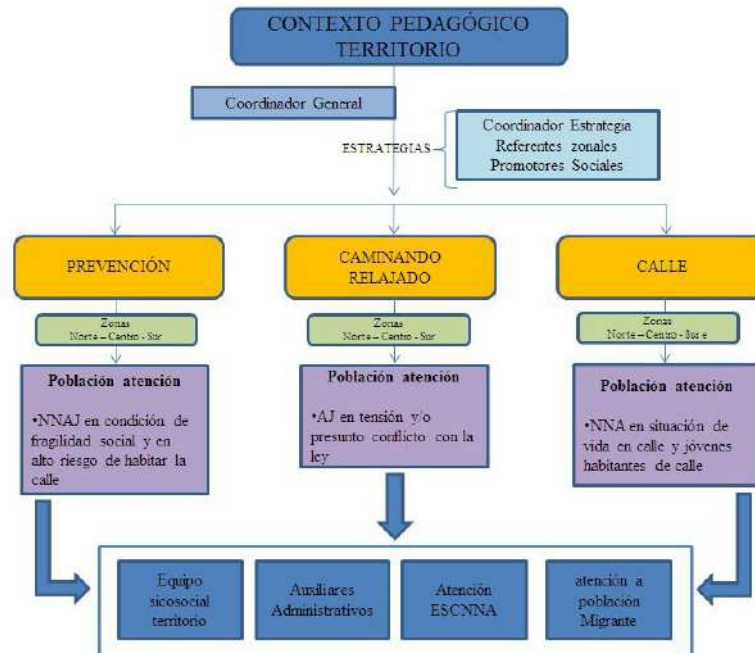 CONTEXTO PEDAGÓGICO
TERRITORIO
Coordinador General
ESTRATEGIAS
Coordinador Estrategia
Referentes zonales
Promotores Sociales
PREVENCIÓN
CAMINANDO
RELAJADO
CALLE
Zonas
Norte – Centro - Sur
Zonas
Norte – Centro - Sur
Zonas
Norte – Centro - Sur e
Población atención
•NNAJ en condición de
fragilidad social y en
alto riesgo de habitar la
calle
Población atención
•AJ en tensión y/o
presunto conflicto con la
ley
Población atención
•NNA en situación de
vida en calle y jóvenes
habitantes de calle
Equipo
sicosocial
territorio
Auxiliares
Administrativos
Atención
ESCNNA
atención a
población
Migrante